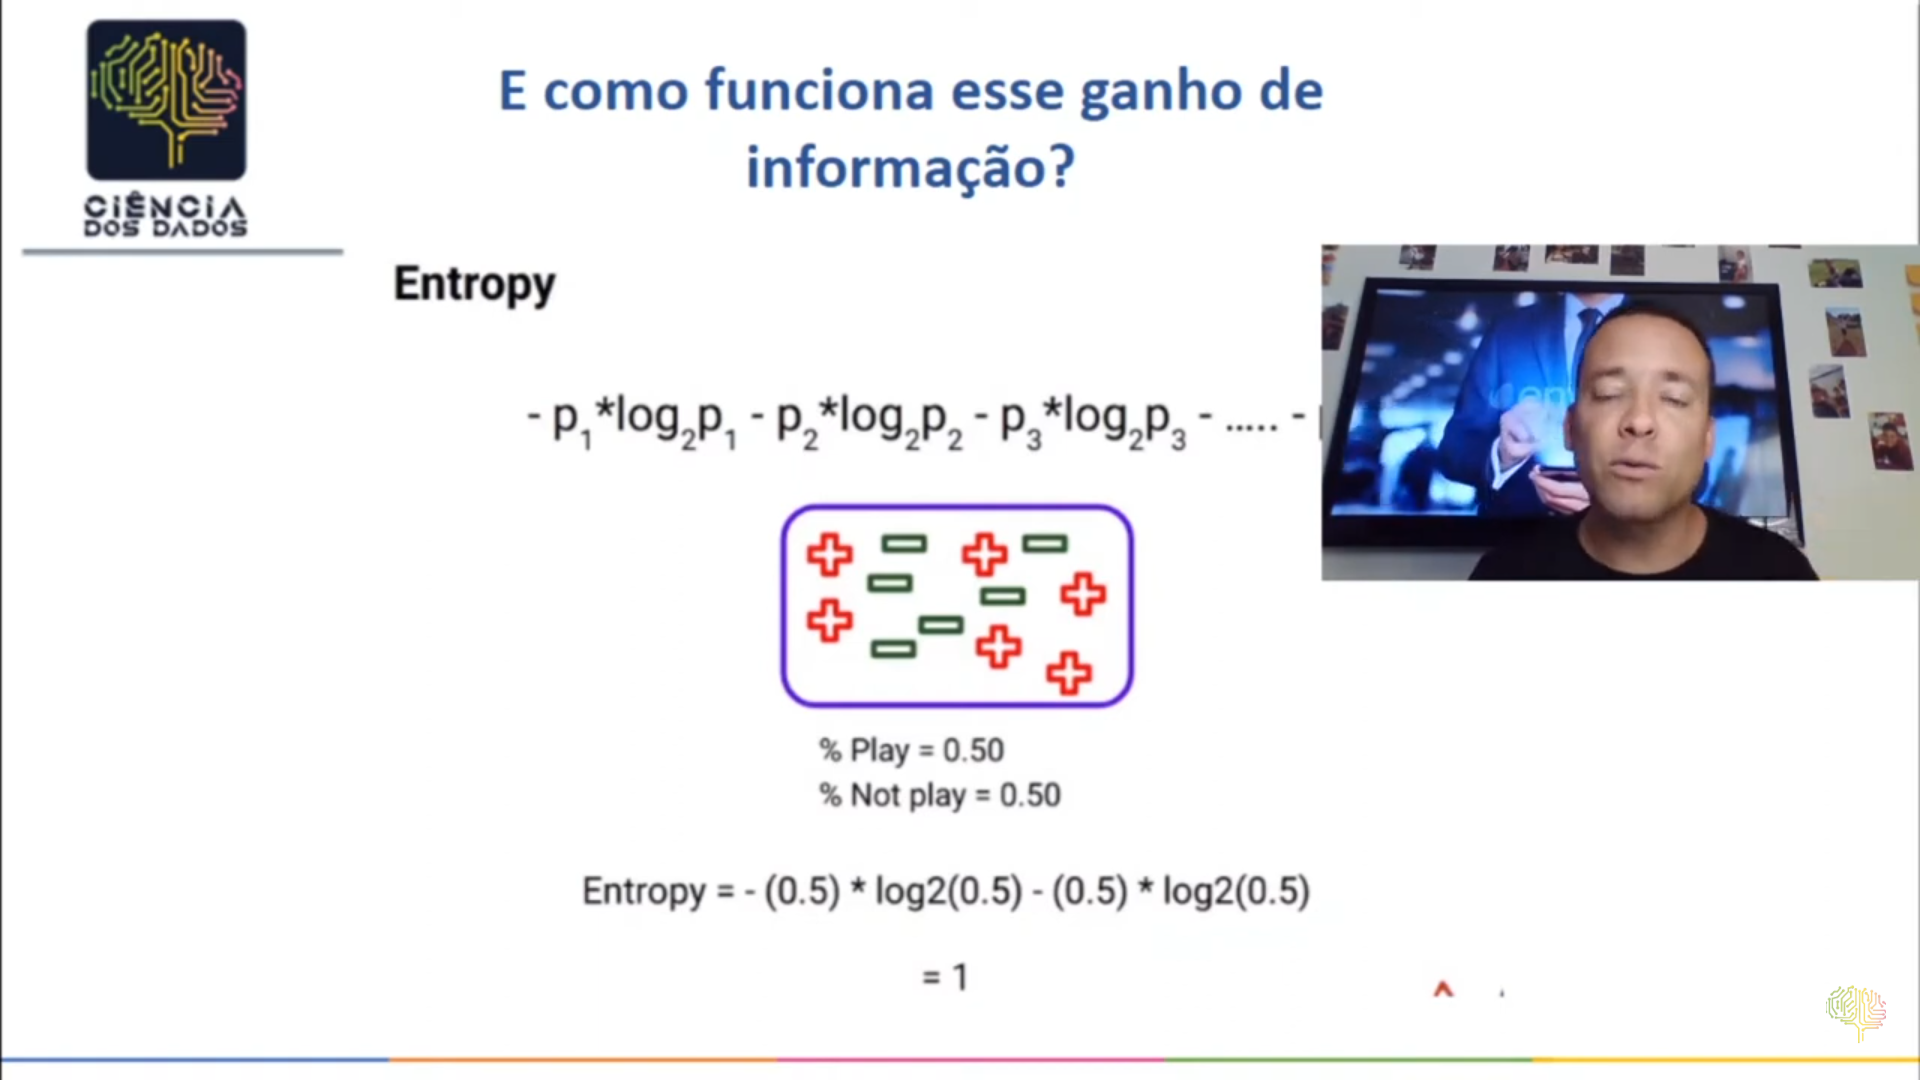 CIÊNCIA
DOS DADOS
E como funciona esse ganho de
informação?
Entropy
- p₁*log₂p₁ - p₂*log₂p₂ - p₃*log₂p₃ - ..... -
% Play = 0.50
% Not play = 0.50
Entropy = - (0.5) * log2(0.5) - (0.5) * log2(0.5)
= 1